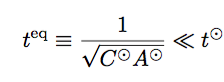 t^{eq} ≡ 1/√(C^⊙A^⊙) ≪ t^⊙